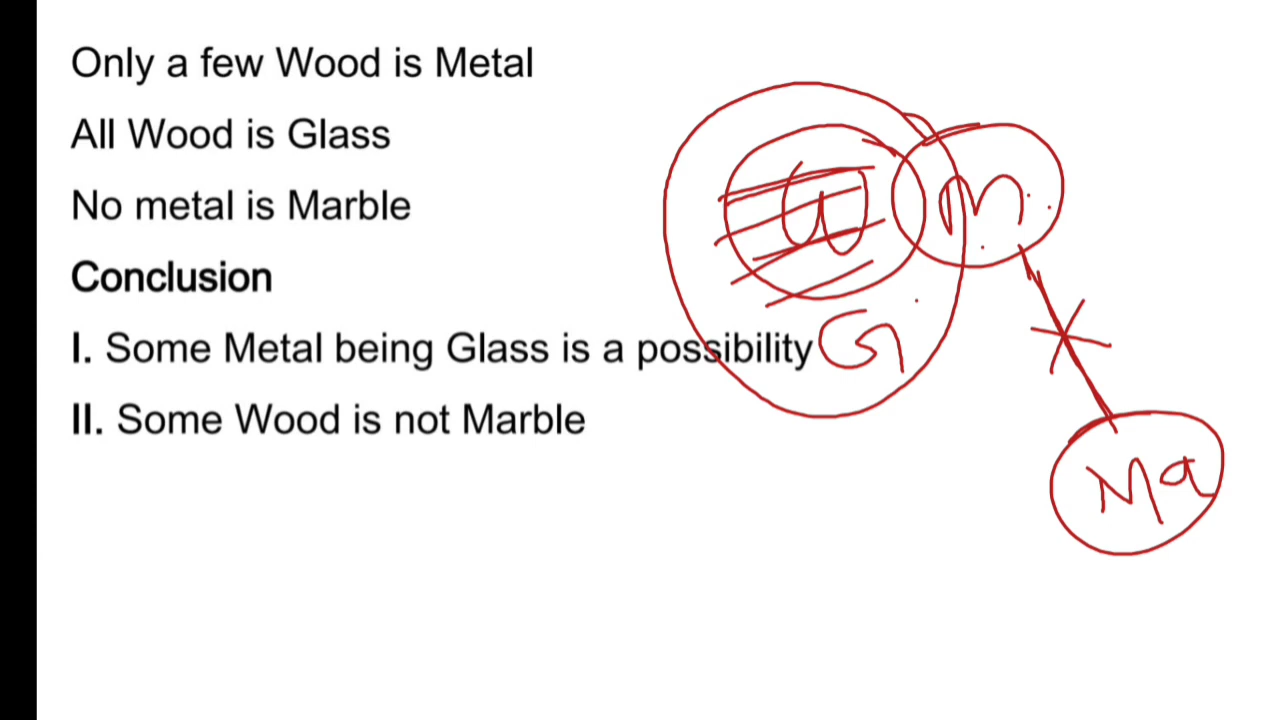 Only a few Wood is Metal
All Wood is Glass
No metal is Marble
Conclusion
I. Some Metal being Glass is a possibility
II. Some Wood is not Marble
W
m
G
Ma